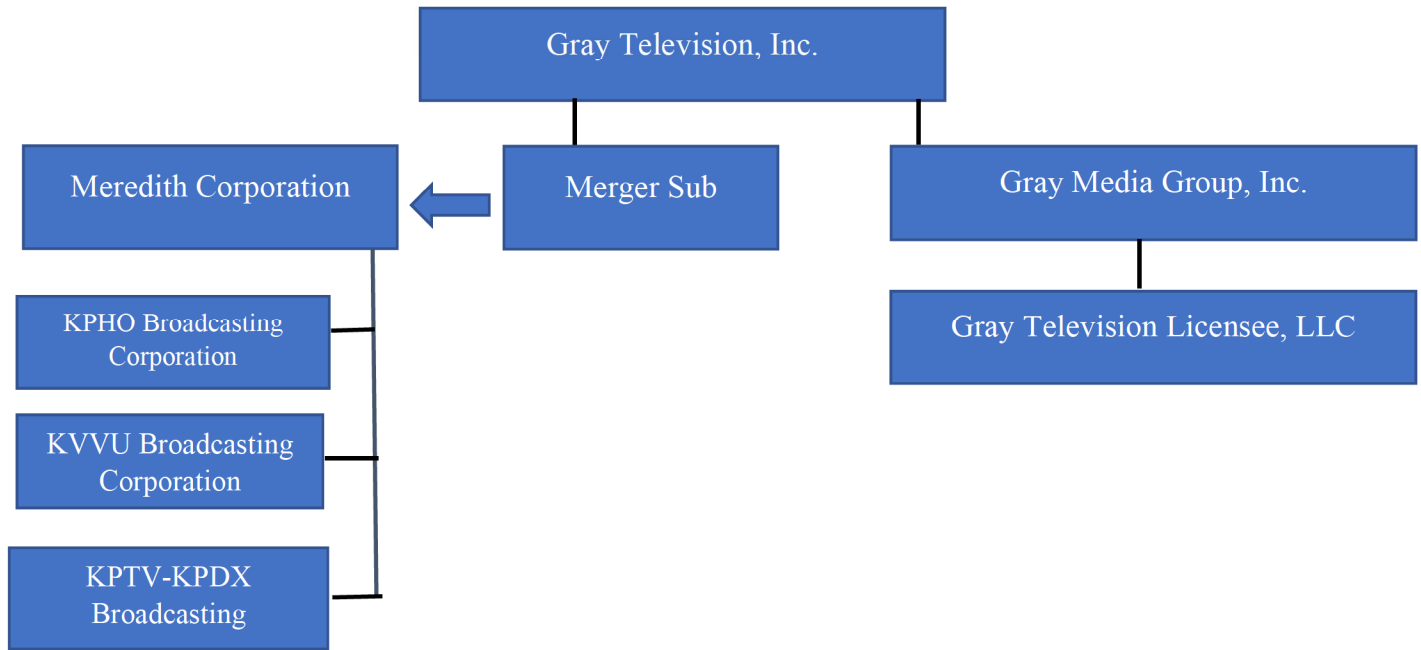 Gray Television, Inc.
Meredith Corporation
Merger Sub
Gray Media Group, Inc.
KPHO Broadcasting
Corporation
Gray Television Licensee, LLC
KVVU Broadcasting
Corporation
KPTV-KPDX
Broadcasting